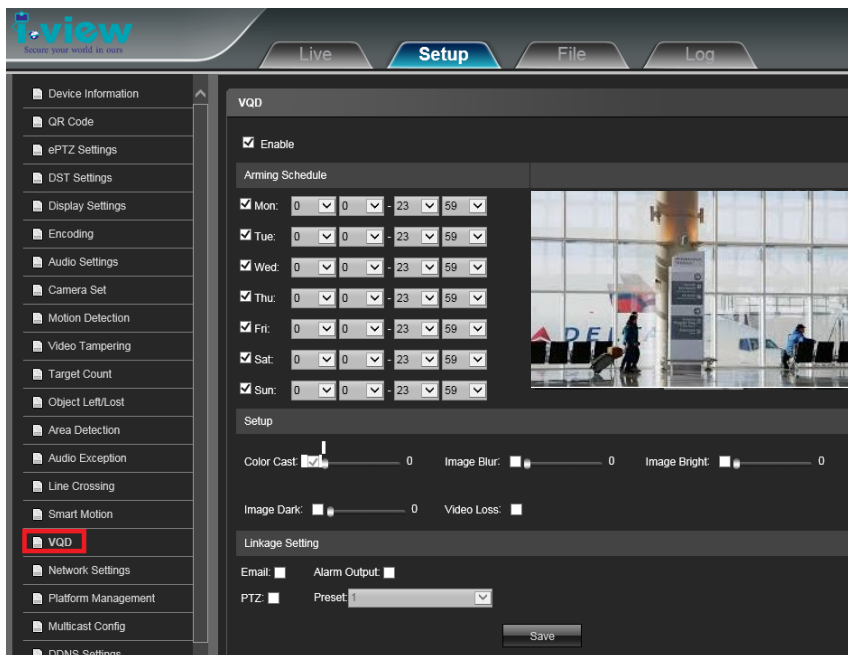 i-view
Secure your world in ours
Live
Setup
File
Log
Device Information
QR Code
ePTZ Settings
DST Settings
Display Settings
Encoding
Audio Settings
Camera Set
Motion Detection
Video Tampering
Target Count
Object Left/Lost
Area Detection
Audio Exception
Line Crossing
Smart Motion
VQD
Network Settings
Platform Management
Multicast Config
DDNS Settings
VQD
Enable
Arming Schedule
Mon: 0 0 - 23 59
Tue: 0 0 - 23 59
Wed: 0 0 - 23 59
Thu: 0 0 - 23 59
Fri: 0 0 - 23 59
Sat: 0 0 - 23 59
Sun: 0 0 - 23 59
DEL
Setup
Color Cast: 0 Image Blur: 0 Image Bright: 0
Image Dark: 0 Video Loss:
Linkage Setting
Email: Alarm Output:
PTZ: Preset: 1
Save